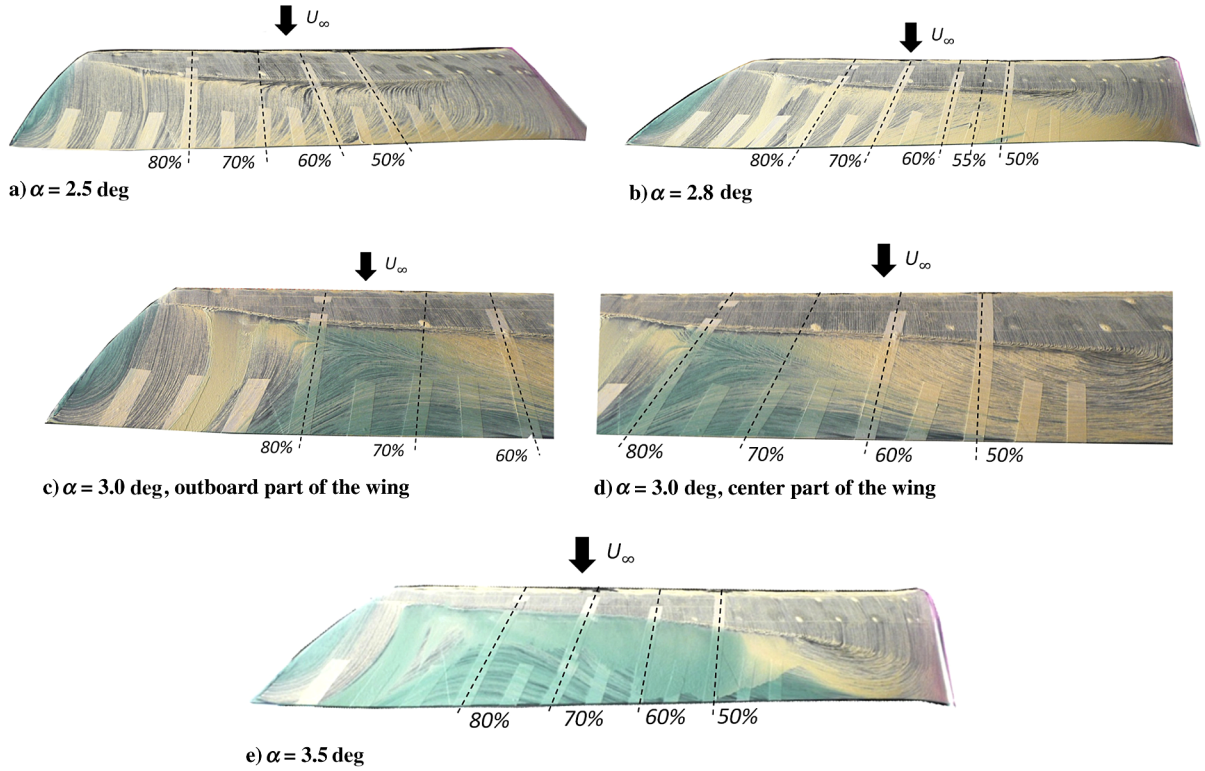 U∞
80% 70% 60% 50%
a) α = 2.5 deg
U∞
80% 70% 60% 55% 50%
b) α = 2.8 deg
U∞
80% 70% 60%
c) α = 3.0 deg, outboard part of the wing
U∞
80% 70% 60% 50%
d) α = 3.0 deg, center part of the wing
U∞
80% 70% 60% 50%
e) α = 3.5 deg